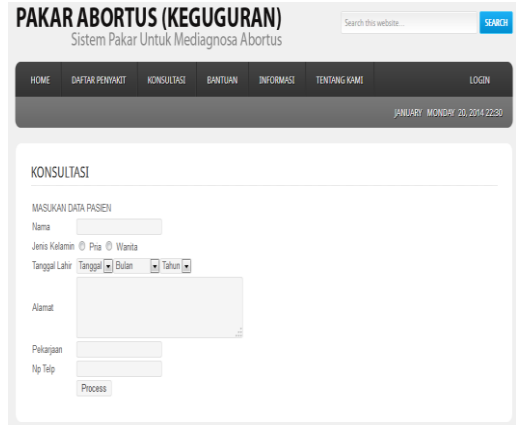 PAKAR ABORTUS (KEGUGURAN)
Sistem Pakar Untuk Mediagnosa Abortus
Search this website... SEARCH
HOME DAFTAR PENYAKIT KONSULTASI BANTUAN INFORMASI TENTANG KAMI LOGIN
JANUARY MONDAY 20, 2014 22:30
KONSULTASI
MASUKAN DATA PASIEN
Nama
Jenis Kelamin Pria Wanita
Tanggal Lahir Tanggal Bulan Tahun
Alamat
Pekarjaan
Np Telp
Process